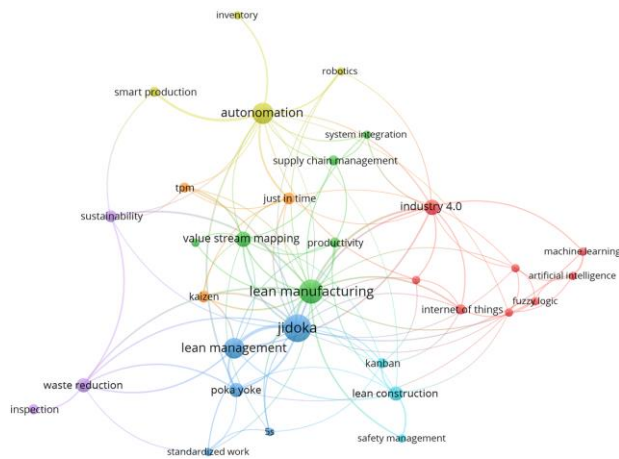 inventory
robotics
smart production
autonomation
system integration
supply chain management
tpm
just in time
sustainability
industry 4.0
value stream mapping
productivity
machine learning
artificial intelligence
kaizen
lean manufacturing
fuzzy logic
internet of things
jidoka
lean management
kanban
waste reduction
poka yoke
lean construction
inspection
5s
safety management
standardized work